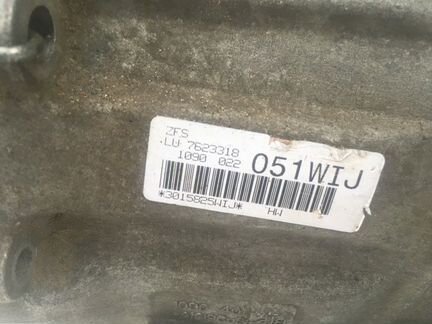 ZFS
LU 7623318
1090 022 051WIJ
*3015825WIJ* HW